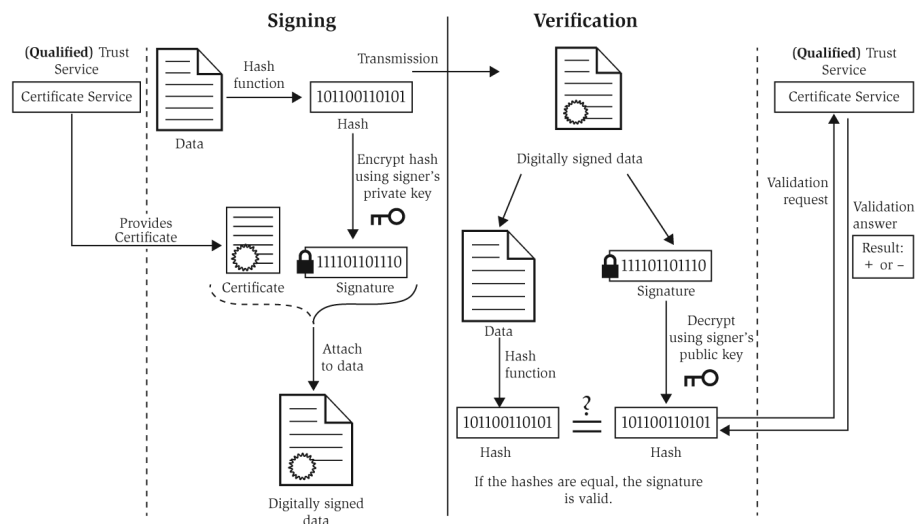 Signing
Verification
(Qualified) Trust
Service
Certificate Service
Data
Hash
function
101100110101
Hash
Transmission
Encrypt hash
using signer's
private key
Provides
Certificate
Certificate
111101101110
Signature
Attach
to data
Digitally signed
data
Digitally signed data
Data
Hash
function
101100110101
Hash
111101101110
Signature
Decrypt
using signer's
public key
?
=
101100110101
Hash
If the hashes are equal, the signature
is valid.
(Qualified) Trust
Service
Certificate Service
Validation
request
Validation
answer
Result:
+ or –